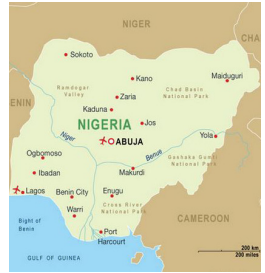 NIGER
CHA
Sokoto
Kano
Maiduguri
Ramdogar
Valley
Chad Basin
National Park
Zaria
Kaduna
NIGERIA
Jos
ENIN
Niger
ABUJA
Yola
Ogbomoso
Benue
Gashaka Gumti
National Park
Ibadan
Makurdi
Lagos
Benin City
Enugu
Cross River
National Park
Warri
CAMEROON
Bight of
Benin
Port
Harcourt
200 km
200 miles
GULF OF GUINEA